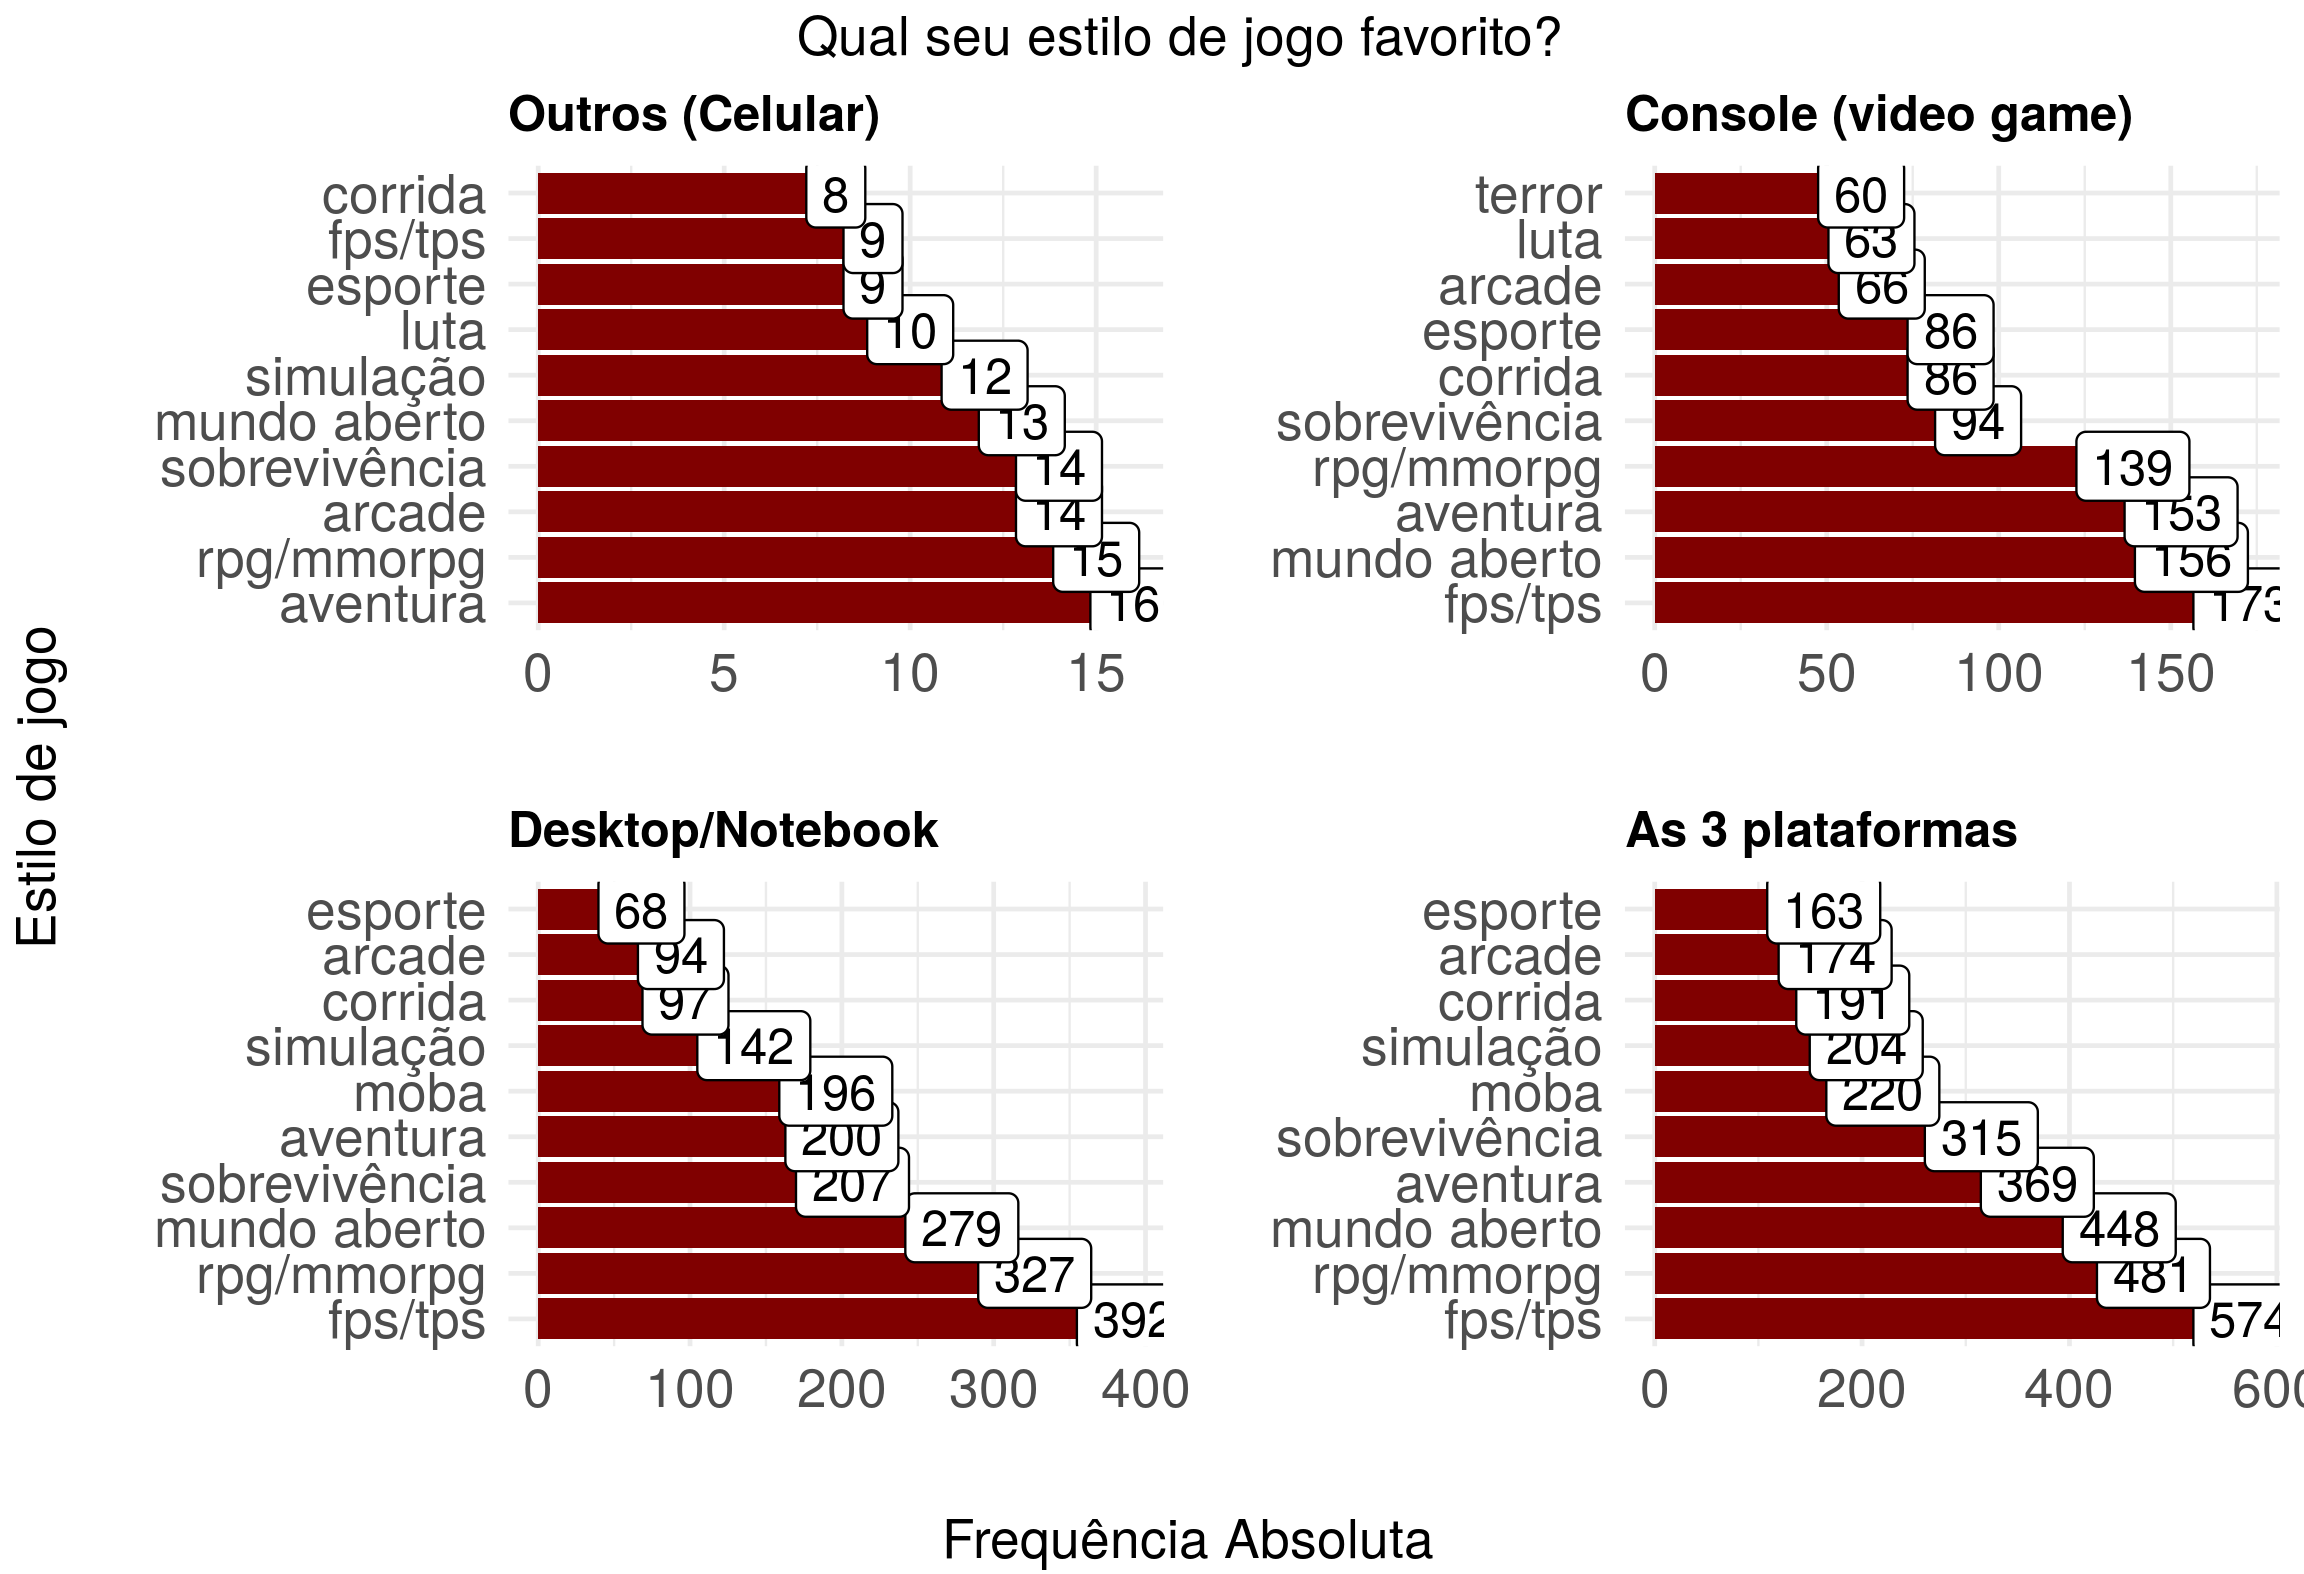 Qual seu estilo de jogo favorito?
Estilo de jogo
Outros (Celular)
corrida 8
fps/tps 9
esporte 9
luta 10
simulação 12
mundo aberto 13
sobrevivência 14
arcade 14
rpg/mmorpg 15
aventura 16
0 5 10 15
Console (video game)
terror 60
luta 63
arcade 66
esporte 86
corrida 86
sobrevivência 94
rpg/mmorpg 139
aventura 153
mundo aberto 156
fps/tps 173
0 50 100 150
Desktop/Notebook
esporte 68
arcade 94
corrida 97
simulação 142
moba 196
aventura 200
sobrevivência 207
mundo aberto 279
rpg/mmorpg 327
fps/tps 392
0 100 200 300 400
As 3 plataformas
esporte 163
arcade 174
corrida 191
simulação 204
moba 220
sobrevivência 315
aventura 369
mundo aberto 448
rpg/mmorpg 481
fps/tps 574
0 200 400 600
Frequência Absoluta